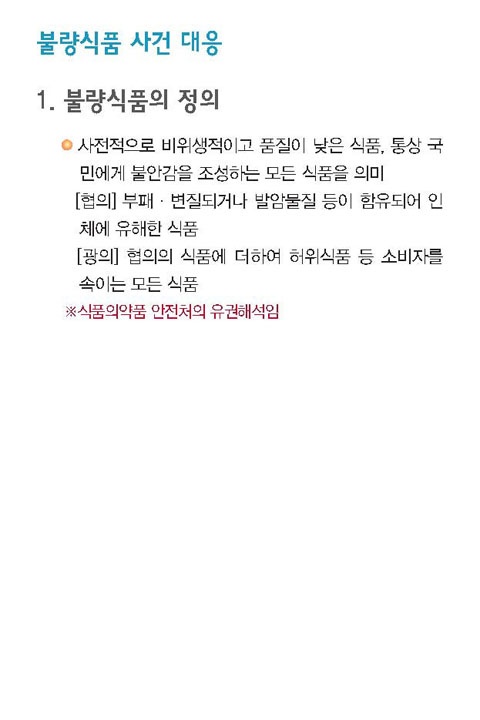 불량식품 사건 대응
1. 불량식품의 정의
사전적으로 비위생적이고 품질이 낮은 식품, 통상 국
민에게 불안감을 조성하는 모든 식품을 의미
[협의] 부패 · 변질되거나 발암물질 등이 함유되어 인
체에 유해한 식품
[광의] 협의의 식품에 더하여 허위식품 등 소비자를
속이는 모든 식품
※식품의약품 안전처의 유권해석임